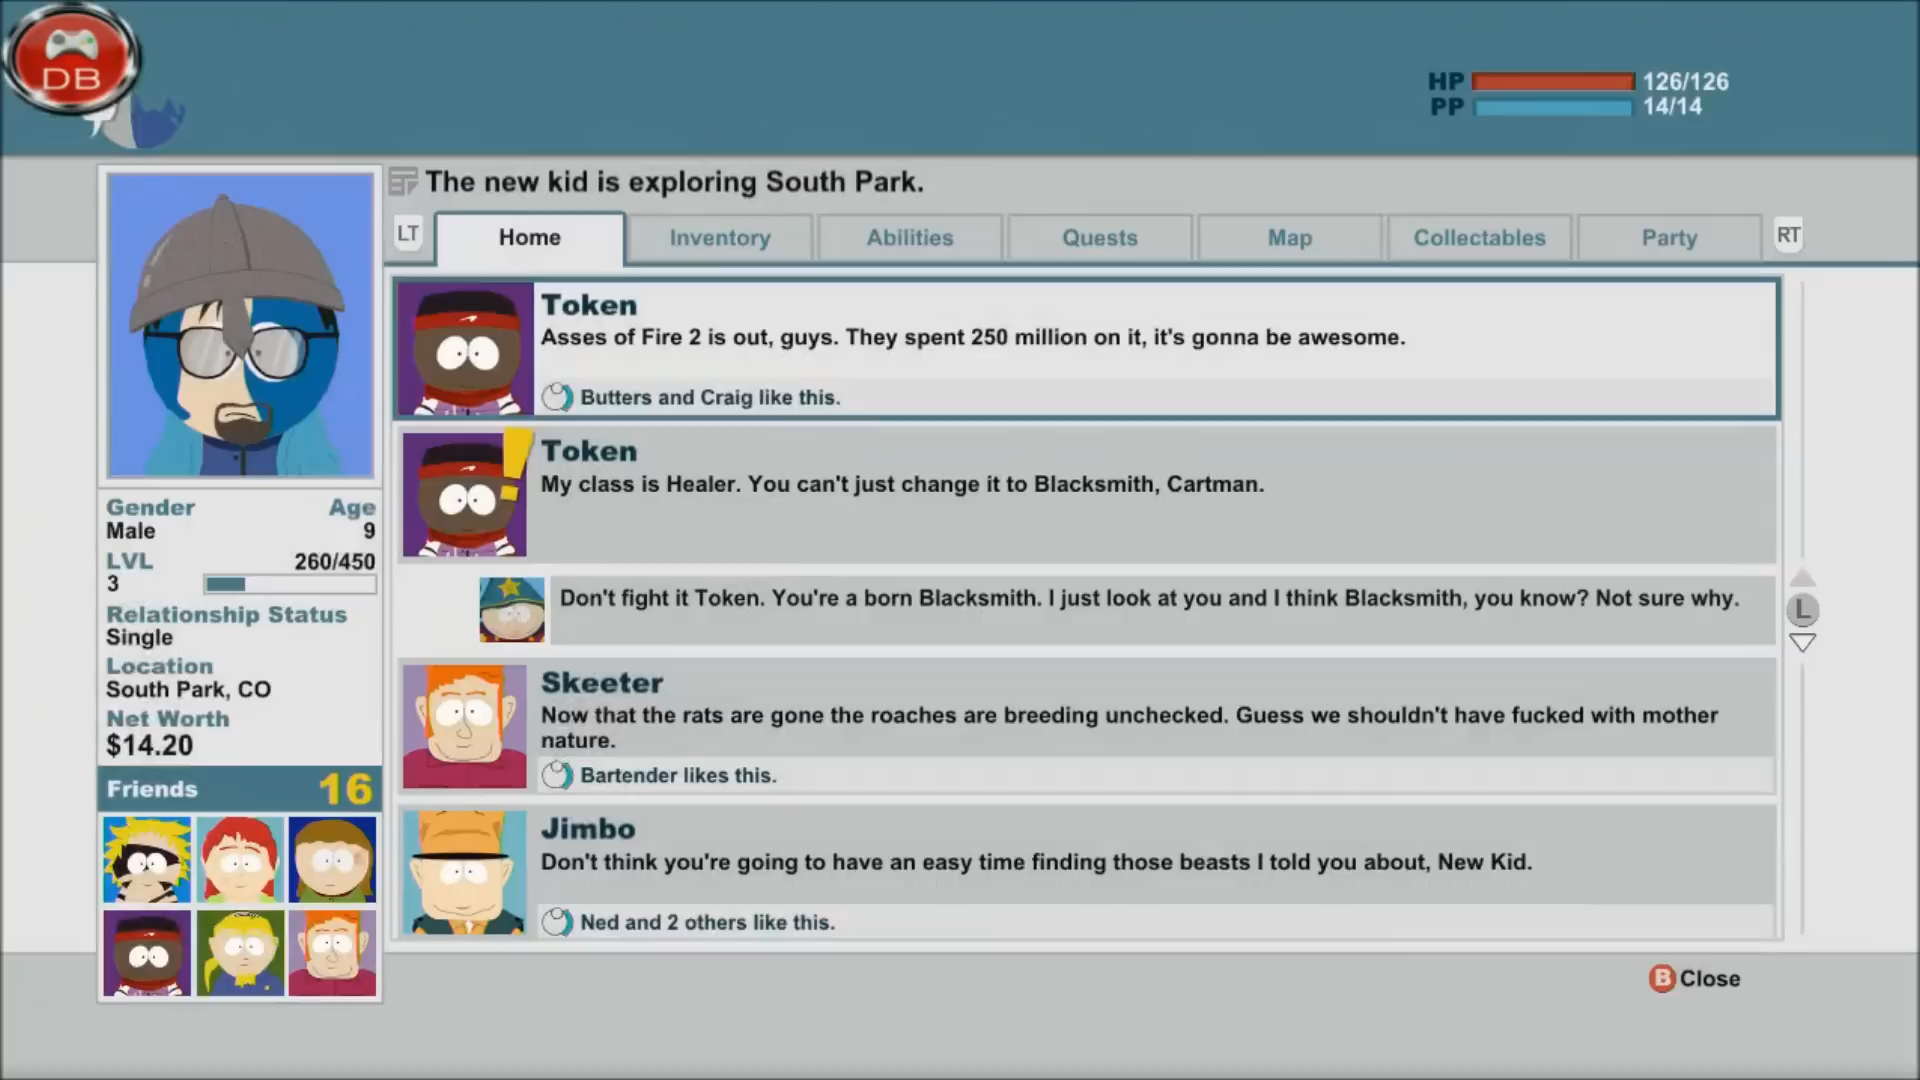 DB
HP 126/126
PP 14/14
The new kid is exploring South Park.
LT Home Inventory Abilities Quests Map Collectables Party RT
Gender Age
Male 9
LVL 260/450
3
Relationship Status
Single
Location
South Park, CO
Net Worth
$14.20
Friends 16
Token
Asses of Fire 2 is out, guys. They spent 250 million on it, it's gonna be awesome.
Butters and Craig like this.
Token
My class is Healer. You can't just change it to Blacksmith, Cartman.
Don't fight it Token. You're a born Blacksmith. I just look at you and I think Blacksmith, you know? Not sure why.
L
Skeeter
Now that the rats are gone the roaches are breeding unchecked. Guess we shouldn't have fucked with mother
nature.
Bartender likes this.
Jimbo
Don't think you're going to have an easy time finding those beasts I told you about, New Kid.
Ned and 2 others like this.
B Close